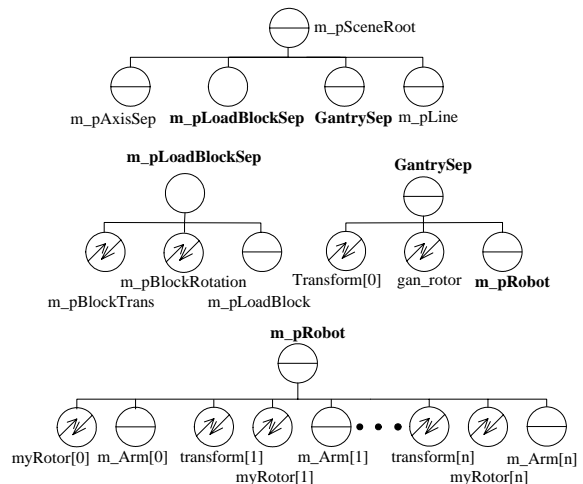 m_pSceneRoot
m_pAxisSep
m_pLoadBlockSep
GantrySep
m_pLine
m_pLoadBlockSep
GantrySep
m_pBlockTrans
m_pBlockRotation
m_pLoadBlock
Transform[0]
gan_rotor
m_pRobot
m_pRobot
myRotor[0]
m_Arm[0]
transform[1]
myRotor[1]
m_Arm[1]
transform[n]
myRotor[n]
m_Arm[n]